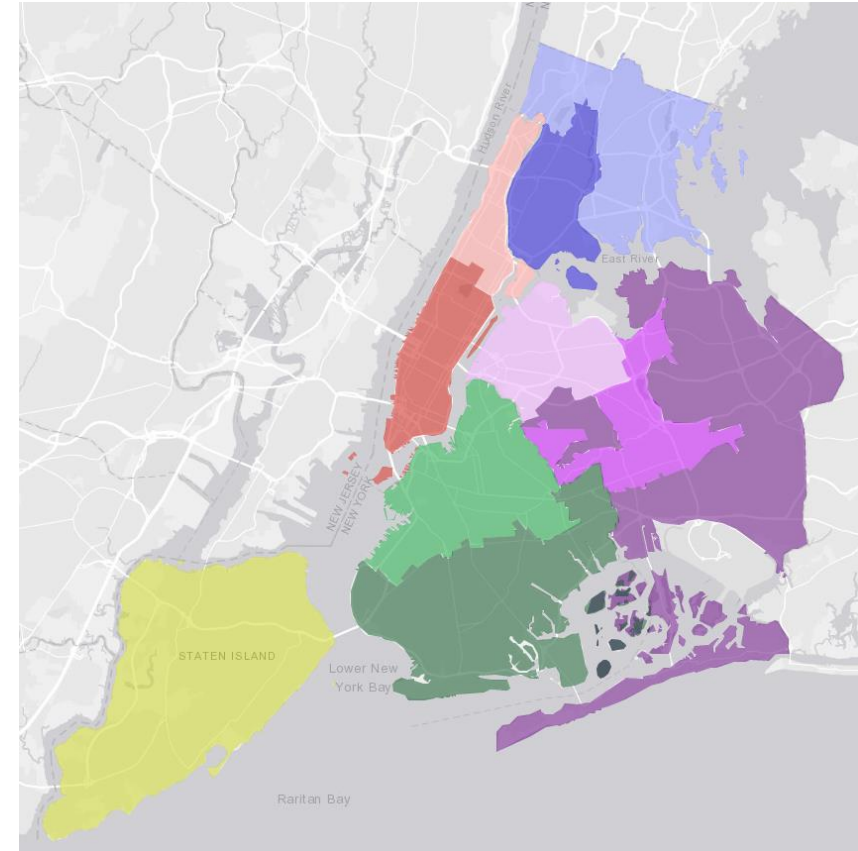 Hudson River
East River
NEW JERSEY
NEW YORK
STATEN ISLAND
Lower New
York Bay
Raritan Bay